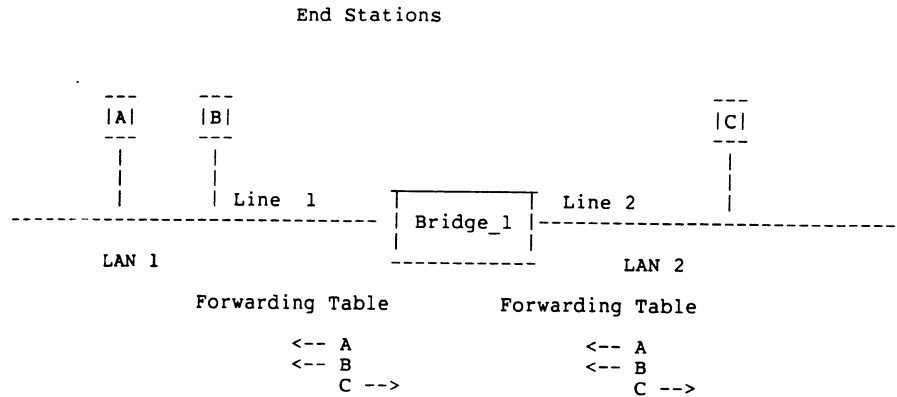 End Stations
|A| |B| |C|
Line 1 Bridge_1 Line 2
LAN 1 LAN 2
Forwarding Table Forwarding Table
<-- A <-- A
<-- B <-- B
C --> C -->